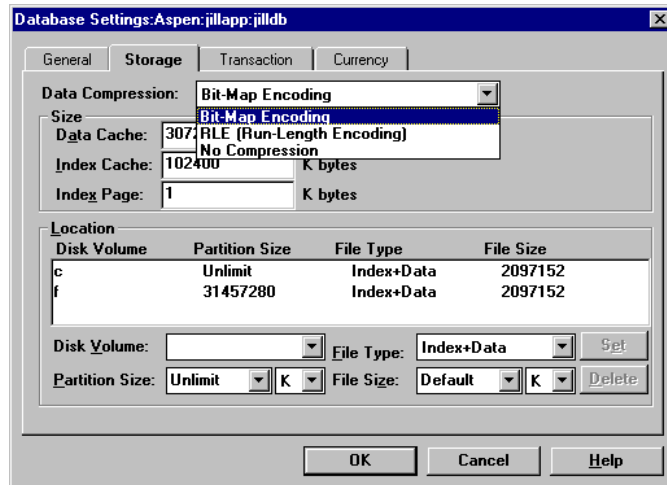 Database Settings:Aspen:jillapp:jilldb
General Storage Transaction Currency
Data Compression: Bit-Map Encoding
Bit-Map Encoding
RLE (Run-Length Encoding)
No Compression
Size
Data Cache:
Index Cache: 102400 K bytes
Index Page: 1 K bytes
Location
Disk Volume Partition Size File Type File Size
c Unlimit Index+Data 2097152
f 31457280 Index+Data 2097152
Disk Volume: File Type: Index+Data Set
Partition Size: Unlimit K File Size: Default K Delete
OK Cancel Help